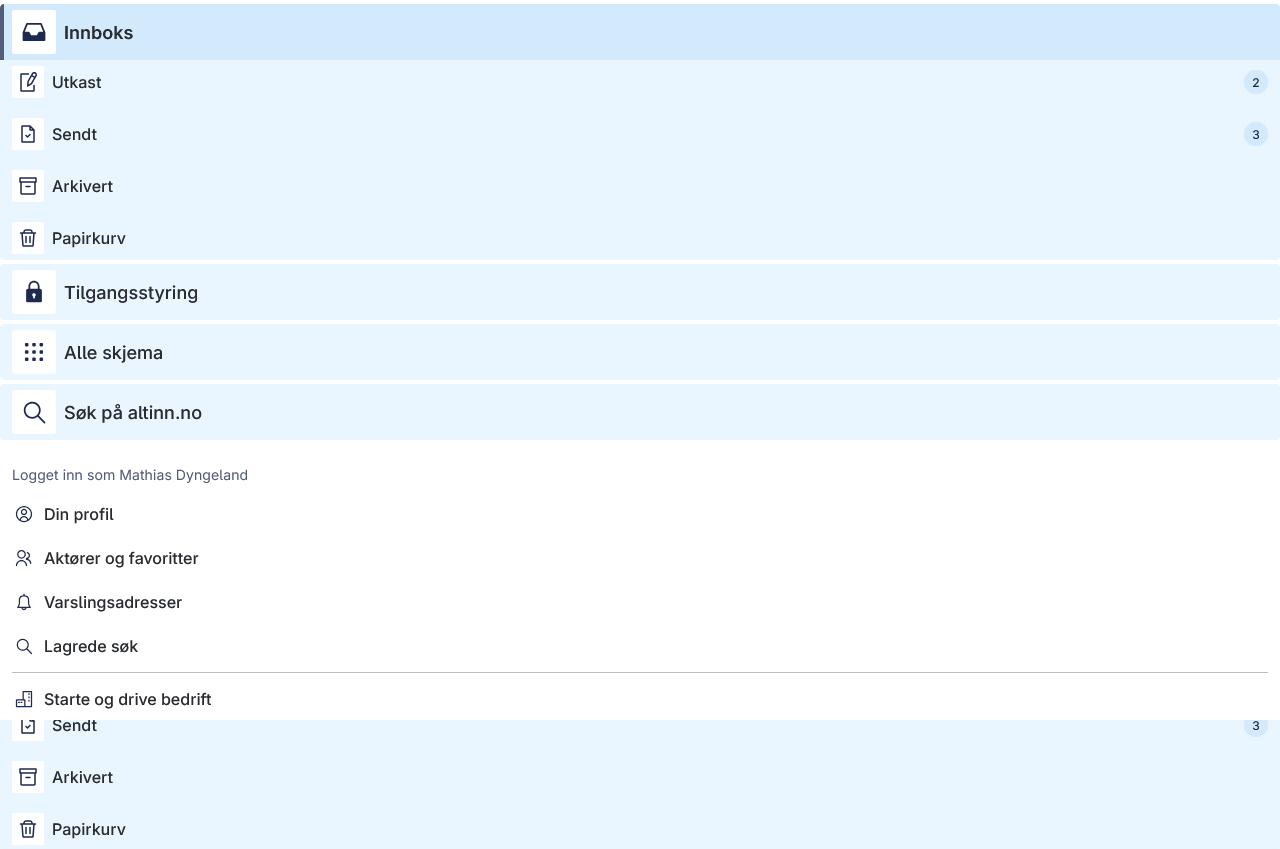 Innboks
Utkast 2
Sendt 3
Arkivert
Papirkurv
Tilgangsstyring
Alle skjema
Søk på altinn.no
Logget inn som Mathias Dyngeland
Din profil
Aktører og favoritter
Varslingsadresser
Lagrede søk
Starte og drive bedrift
Sendt 3
Arkivert
Papirkurv